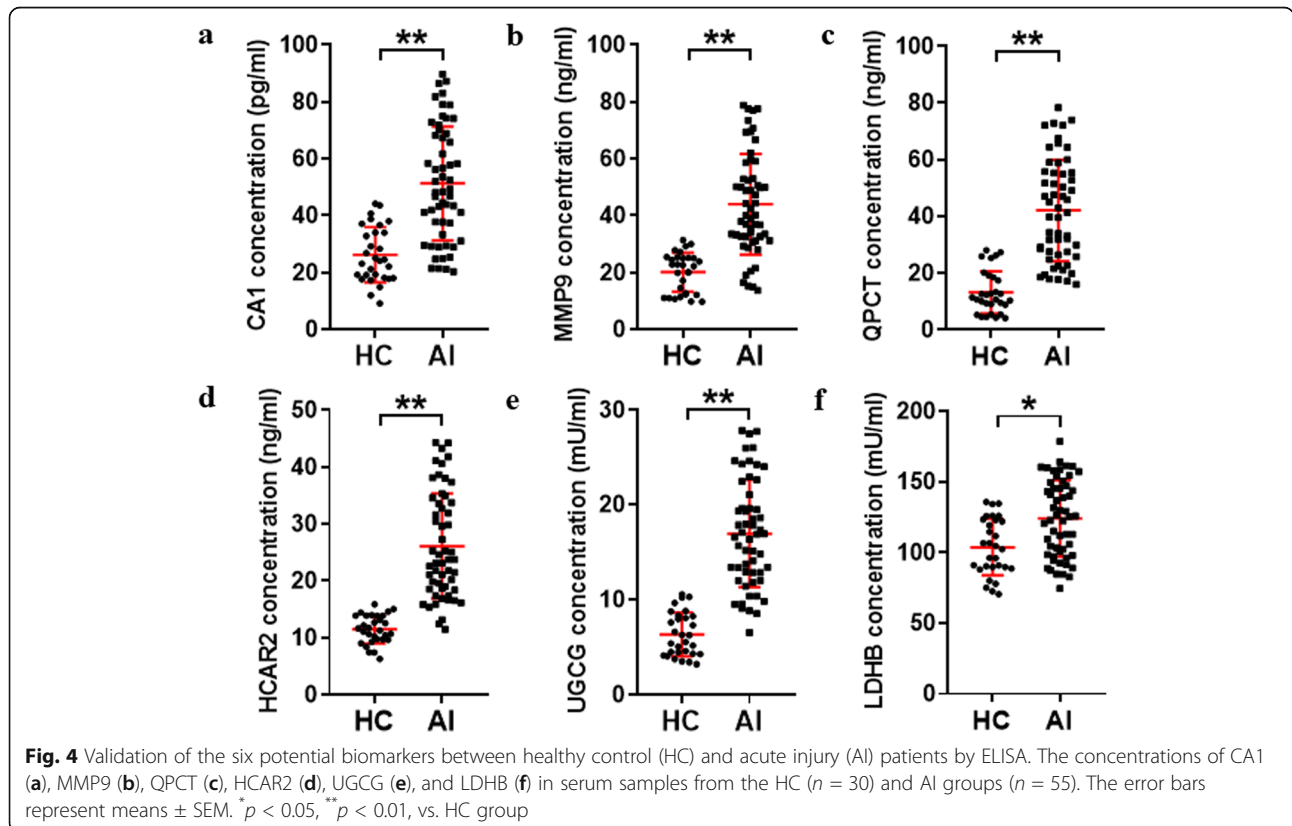 a
CA1 concentration (pg/ml)
100
80
60
40
20
0
**
HC AI
b
MMP9 concentration (ng/ml)
100
80
60
40
20
0
**
HC AI
c
QPCT concentration (ng/ml)
100
80
60
40
20
0
**
HC AI
d
HCAR2 concentration (ng/ml)
50
40
30
20
10
0
**
HC AI
e
UGCG concentration (mU/ml)
30
20
10
0
**
HC AI
f
LDHB concentration (mU/ml)
200
150
100
50
0
*
HC AI
Fig. 4 Validation of the six potential biomarkers between healthy control (HC) and acute injury (AI) patients by ELISA. The concentrations of CA1
(a), MMP9 (b), QPCT (c), HCAR2 (d), UGCG (e), and LDHB (f) in serum samples from the HC (n = 30) and AI groups (n = 55). The error bars
represent means ± SEM. *p < 0.05, **p < 0.01, vs. HC group